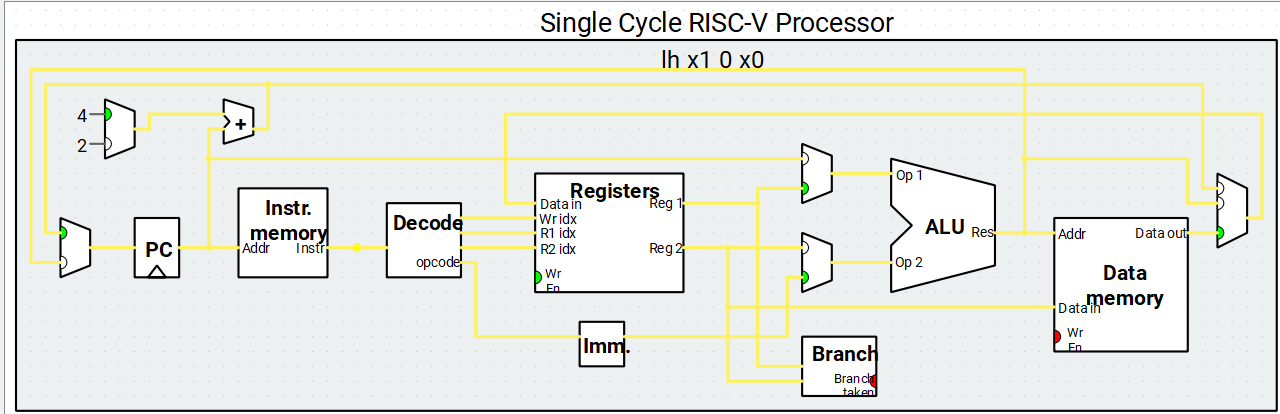 Single Cycle RISC-V Processor
lh x1 0 x0
4
2
+
PC
Instr.
memory
Addr
Instr
Decode
opcode
Registers
Data in
Wr idx
R1 idx
R2 idx
Wr
En
Reg 1
Reg 2
Imm.
Op 1
Op 2
ALU
Res
Branch
Branch
taken
Addr
Data out
Data
memory
Data in
Wr
En